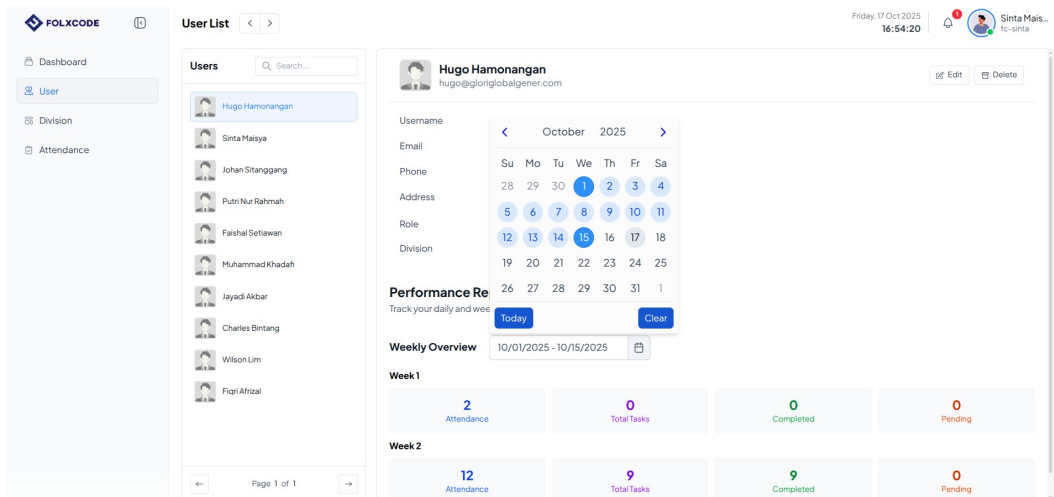 FOLXCODE
Dashboard
User
Division
Attendance
User List
Friday, 17 Oct 2025
16:54:20
1
Sinta Mais...
fc-sinta
Users
Search...
Hugo Hamonangan
Sinta Maisya
Johan Sitanggang
Putri Nur Rahmah
Faishal Setiawan
Muhammad Khadafi
Jayadi Akbar
Charles Bintang
Wilson Lim
Fiqri Afrizal
← Page 1 of 1 →
Hugo Hamonangan
hugo@gloriglobalgener.com
Edit Delete
Username
Email
Phone
Address
Role
Division
October 2025
Su Mo Tu We Th Fr Sa
28 29 30 1 2 3 4
5 6 7 8 9 10 11
12 13 14 15 16 17 18
19 20 21 22 23 24 25
26 27 28 29 30 31 1
Today Clear
Performance Re
Track your daily and wee
Weekly Overview 10/01/2025 - 10/15/2025
Week 1
2 0 0 0
Attendance Total Tasks Completed Pending
Week 2
12 9 9 0
Attendance Total Tasks Completed Pending